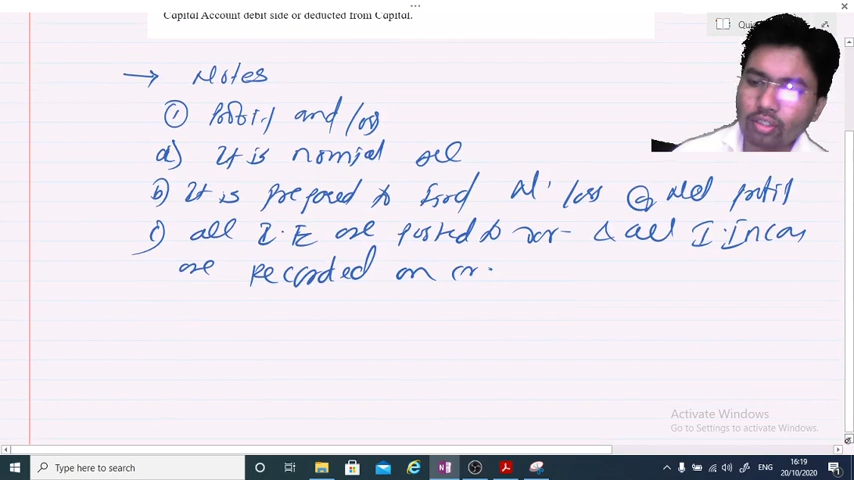 Capital Account debit side or deducted from Capital.
→ Notes
① Profit and loss
a) It is nomial
b) It is prepared to find N. loss Net profit
c) all I.E are posted to & all I.Incom
are recorded on cr.
Activate Windows
Go to Settings to activate Windows.
Type here to search
ENG
16:19
20/10/2020